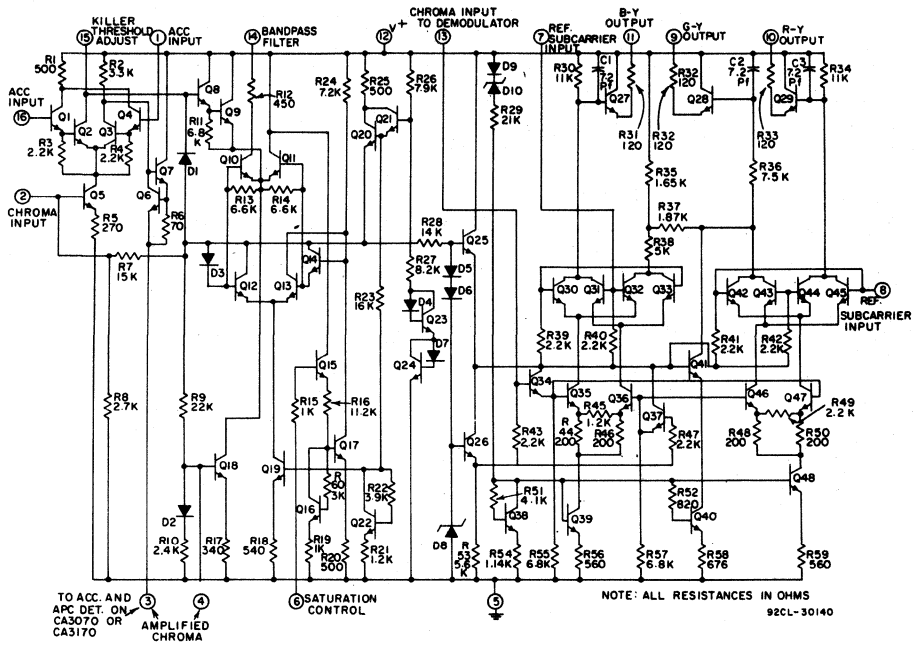 KILLER
THRESHOLD
ADJUST
15
ACC
INPUT
1
BANDPASS
FILTER
14
12
V+
CHROMA INPUT
TO DEMODULATOR
13
REF.
SUBCARRIER
INPUT
7
B-Y
OUTPUT
11
G-Y
OUTPUT
9
R-Y
OUTPUT
10
R1
500
R2
3.3K
R12
450
R24
7.2K
R25
500
R26
7.9K
D9
D10
R29
21K
R30
11K
C1
7.2
Pf
Q27
R31
120
R32
120
R32
120
Q28
C2
7.2
Pf
R33
120
Q29
C3
7.2
Pf
R34
11K
ACC
INPUT
16
Q1
Q2
Q3
Q4
R3
2.2K
R4
2.2K
Q8
Q9
R11
6.8
K
Q10
Q11
Q20
Q21
D1
Q7
Q6
R6
70
2
CHROMA
INPUT
Q5
R5
270
R13
6.6K
R14
6.6K
R35
1.65K
R36
7.5K
R37
1.87K
R38
5K
R7
15K
D3
Q12
Q13
Q14
R28
14K
R27
8.2K
D4
Q23
D7
Q24
R23
16K
Q25
D5
D6
Q30
Q31
Q32
Q33
Q42
Q43
Q44
Q45
8
REF.
SUBCARRIER
INPUT
R39
2.2K
R40
2.2K
R41
2.2K
R42
2.2K
Q41
Q15
R15
1K
R16
11.2K
Q34
Q35
Q36
Q37
Q46
Q47
R45
1.2K
R
44
200
R46
200
R47
2.2K
R48
200
R49
2.2K
R50
200
R8
2.7K
R9
22K
Q18
Q19
Q17
R
60
3K
Q16
R22
3.9K
Q22
Q26
R43
2.2K
R51
4.1K
Q38
Q39
R52
820
Q40
Q48
D2
R10
2.4K
R17
340
R18
540
R19
1K
R20
500
R21
1.2K
D8
R
53
5.6
K
R54
1.14K
R55
6.8K
R56
560
R57
6.8K
R58
676
R59
560
TO ACC. AND
APC DET. ON
CA3070 OR
CA3170
3
4
AMPLIFIED
CHROMA
6
SATURATION
CONTROL
5
NOTE: ALL RESISTANCES IN OHMS
92CL-30140